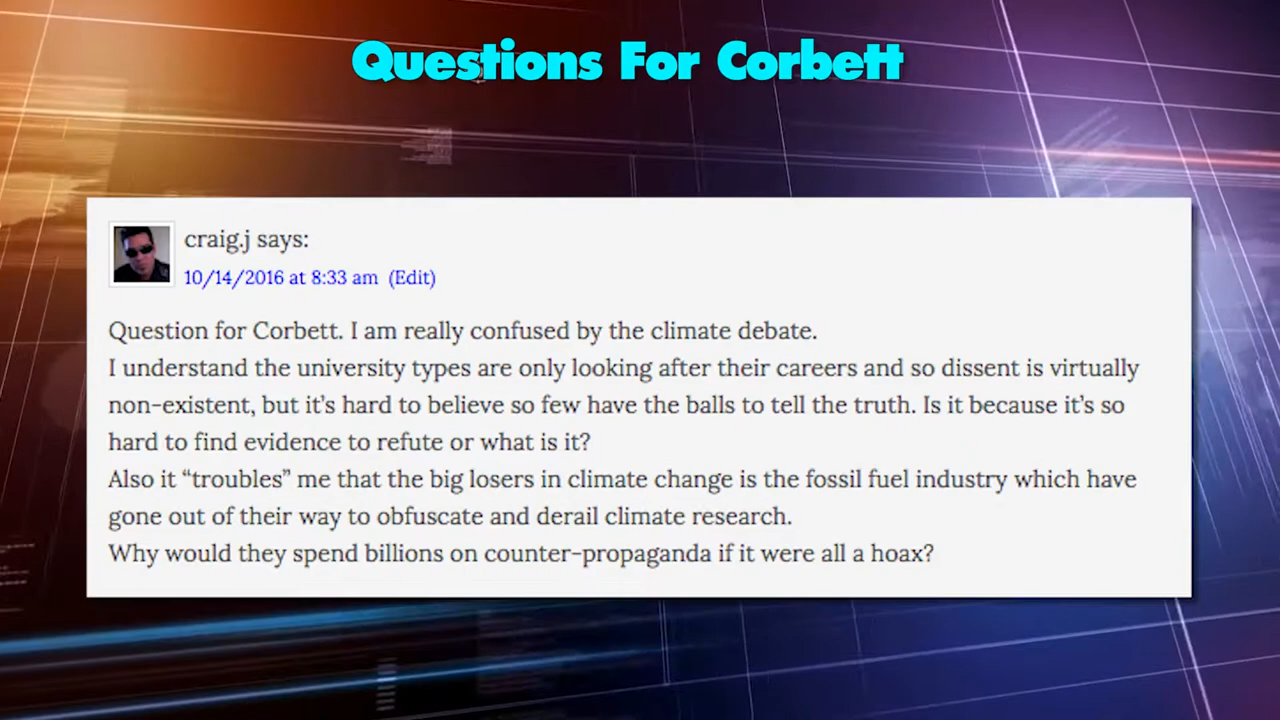 Questions For Corbett
craig.j says:
10/14/2016 at 8:33 am (Edit)
Question for Corbett. I am really confused by the climate debate.
I understand the university types are only looking after their careers and so dissent is virtually
non-existent, but it's hard to believe so few have the balls to tell the truth. Is it because it's so
hard to find evidence to refute or what is it?
Also it “troubles” me that the big losers in climate change is the fossil fuel industry which have
gone out of their way to obfuscate and derail climate research.
Why would they spend billions on counter-propaganda if it were all a hoax?